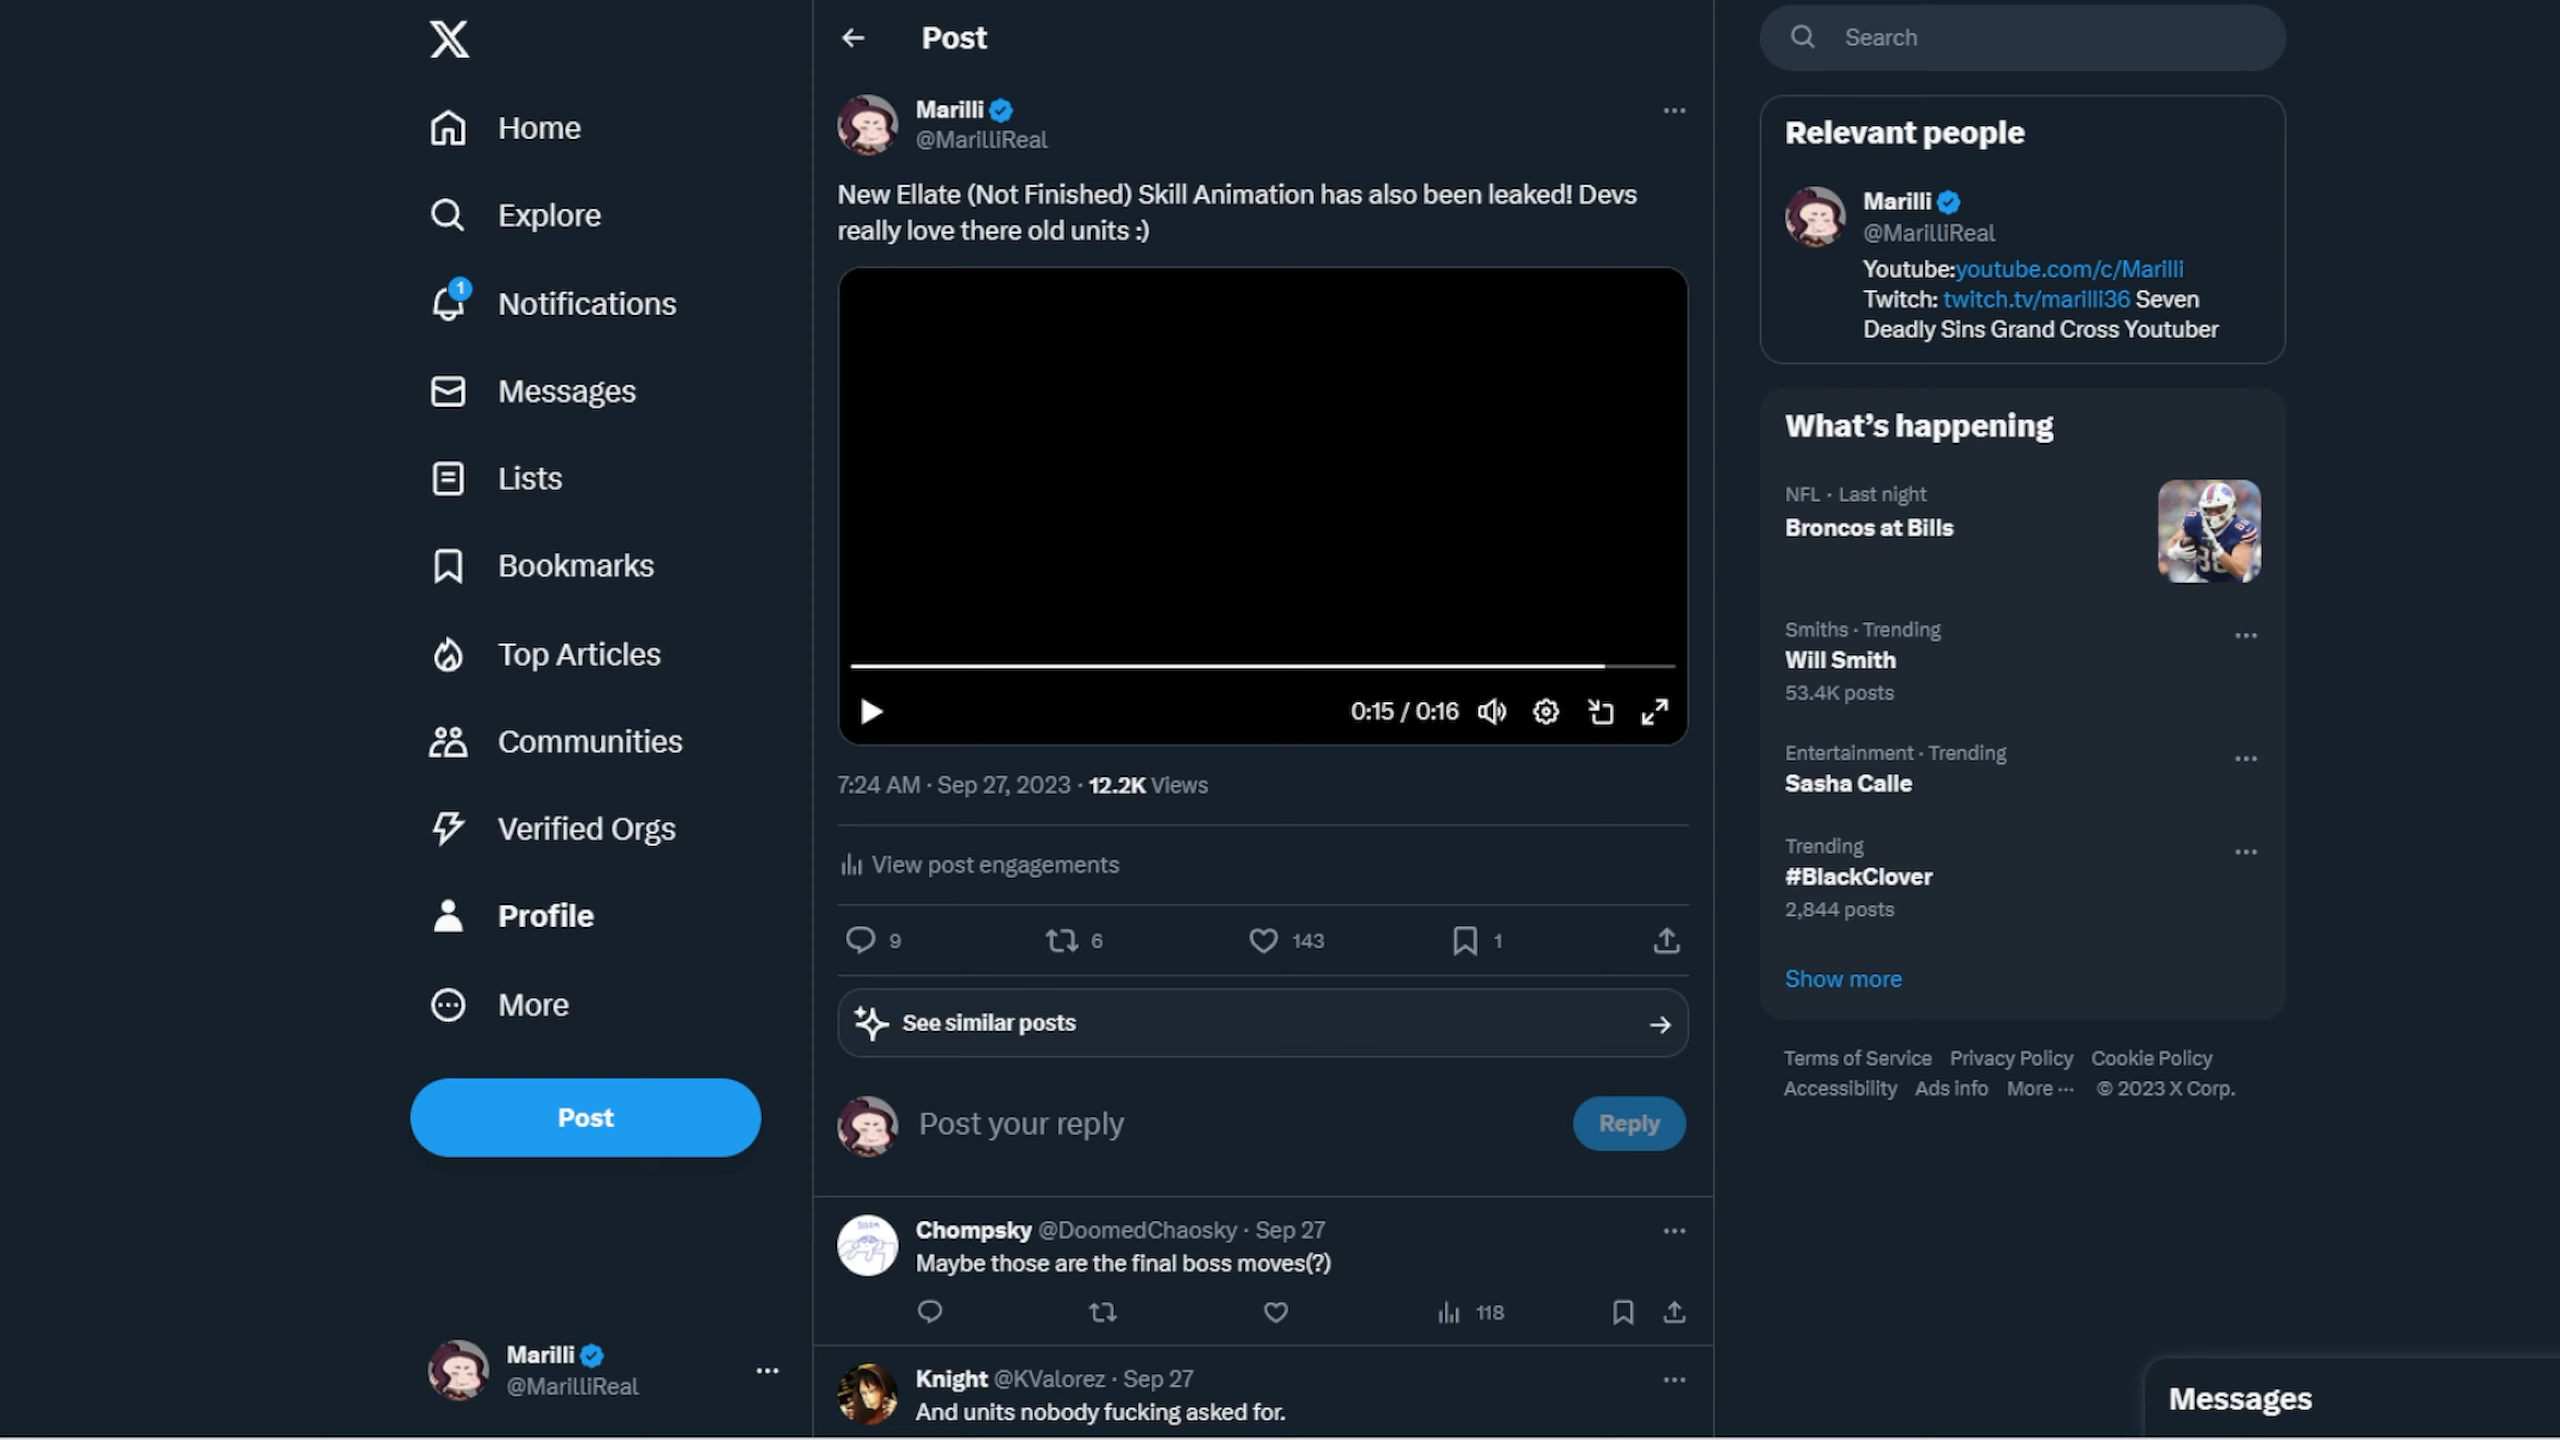 Home
Explore
1
Notifications
Messages
Lists
Bookmarks
Top Articles
Communities
Verified Orgs
Profile
More
Post
Marilli
@MarilliReal
Post
Marilli
@MarilliReal
New Ellate (Not Finished) Skill Animation has also been leaked! Devs
really love there old units :)
0:15 / 0:16
7:24 AM · Sep 27, 2023 · 12.2K Views
View post engagements
9 6 143 1
See similar posts
Post your reply
Reply
Chompsky @DoomedChaosky · Sep 27
Maybe those are the final boss moves(?)
118
Knight @KValorez · Sep 27
And units nobody fucking asked for.
Search
Relevant people
Marilli
@MarilliReal
Youtube:youtube.com/c/Marilli
Twitch: twitch.tv/marilli36 Seven
Deadly Sins Grand Cross Youtuber
What's happening
NFL · Last night
Broncos at Bills
Smiths · Trending
Will Smith
53.4K posts
Entertainment · Trending
Sasha Calle
Trending
#BlackClover
2,844 posts
Show more
Terms of Service Privacy Policy Cookie Policy
Accessibility Ads info More ··· © 2023 X Corp.
Messages